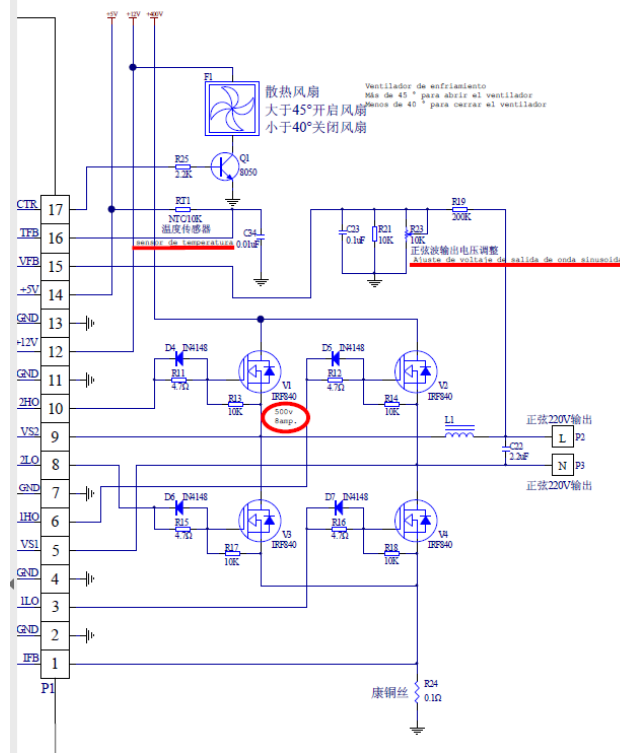 +5V
+12V
+400V
F1
散热风扇
大于45°开启风扇
小于40°关闭风扇
Ventilador de enfriamiento
Más de 45 ° para abrir el ventilador
Menos de 40 ° para cerrar el ventilador
R25
2.2K
Q1
8050
CTR
17
RT1
NTC/10K
温度传感器
sensor de temperatura
C34
0.01uF
TFB
16
VFB
15
+5V
14
GND
13
+12V
12
GND
11
2HO
10
VS2
9
2LO
8
GND
7
1HO
6
VS1
5
GND
4
1LO
3
GND
2
IFB
1
P1
C23
0.1uF
R21
10K
R23
10K
R19
200K
正弦波输出电压调整
Ajuste de voltaje de salida de onda sinusoida
D4
IN4148
R11
4.7Ω
R13
10K
V1
IRF840
500v
8amp.
D5
IN4148
R12
4.7Ω
R14
10K
V2
IRF840
L1
C22
2.2uF
正弦220V输出
L
P2
N
P3
正弦220V输出
D6
IN4148
R15
4.7Ω
R17
10K
V3
IRF840
D7
IN4148
R16
4.7Ω
R18
10K
V4
IRF840
康铜丝
R24
0.1Ω